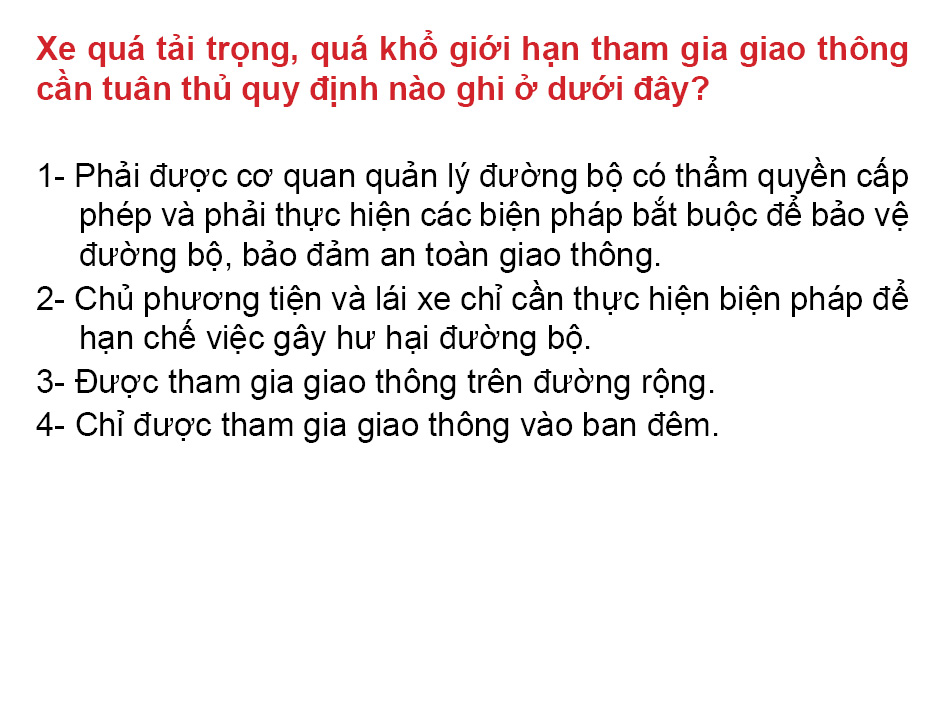 Xe quá tải trọng, quá khổ giới hạn tham gia giao thông
cần tuân thủ quy định nào ghi ở dưới đây?
1- Phải được cơ quan quản lý đường bộ có thẩm quyền cấp
phép và phải thực hiện các biện pháp bắt buộc để bảo vệ
đường bộ, bảo đảm an toàn giao thông.
2- Chủ phương tiện và lái xe chỉ cần thực hiện biện pháp để
hạn chế việc gây hư hại đường bộ.
3- Được tham gia giao thông trên đường rộng.
4- Chỉ được tham gia giao thông vào ban đêm.